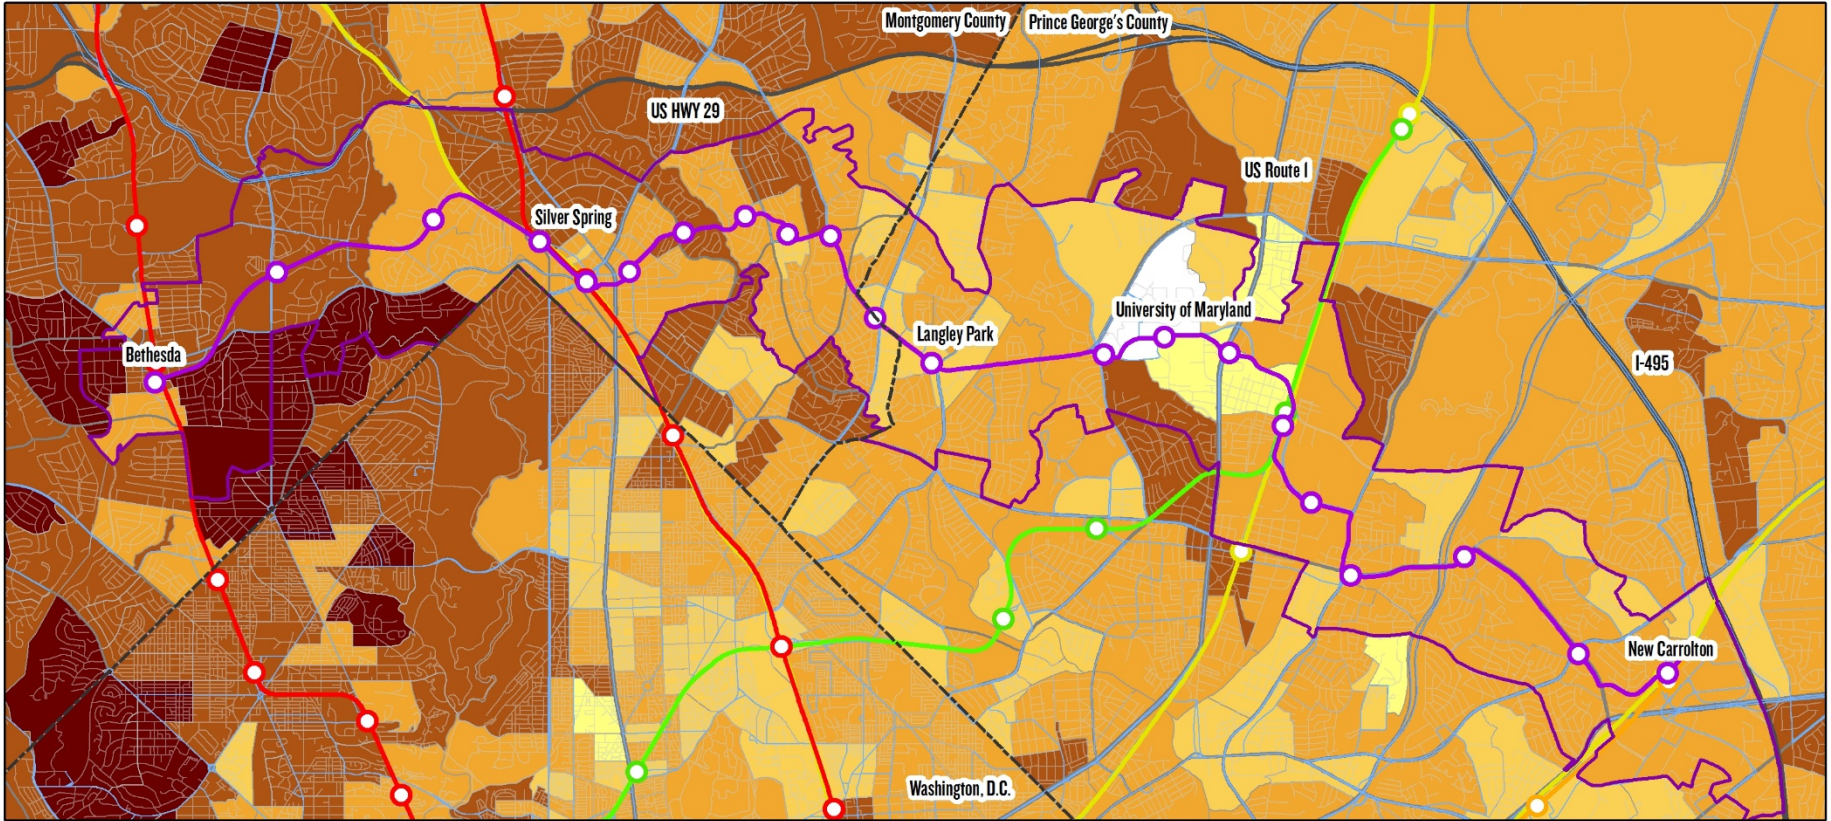 Montgomery County
Prince George's County
US HWY 29
US Route 1
Silver Spring
University of Maryland
Langley Park
Bethesda
I-495
New Carrolton
Washington, D.C.